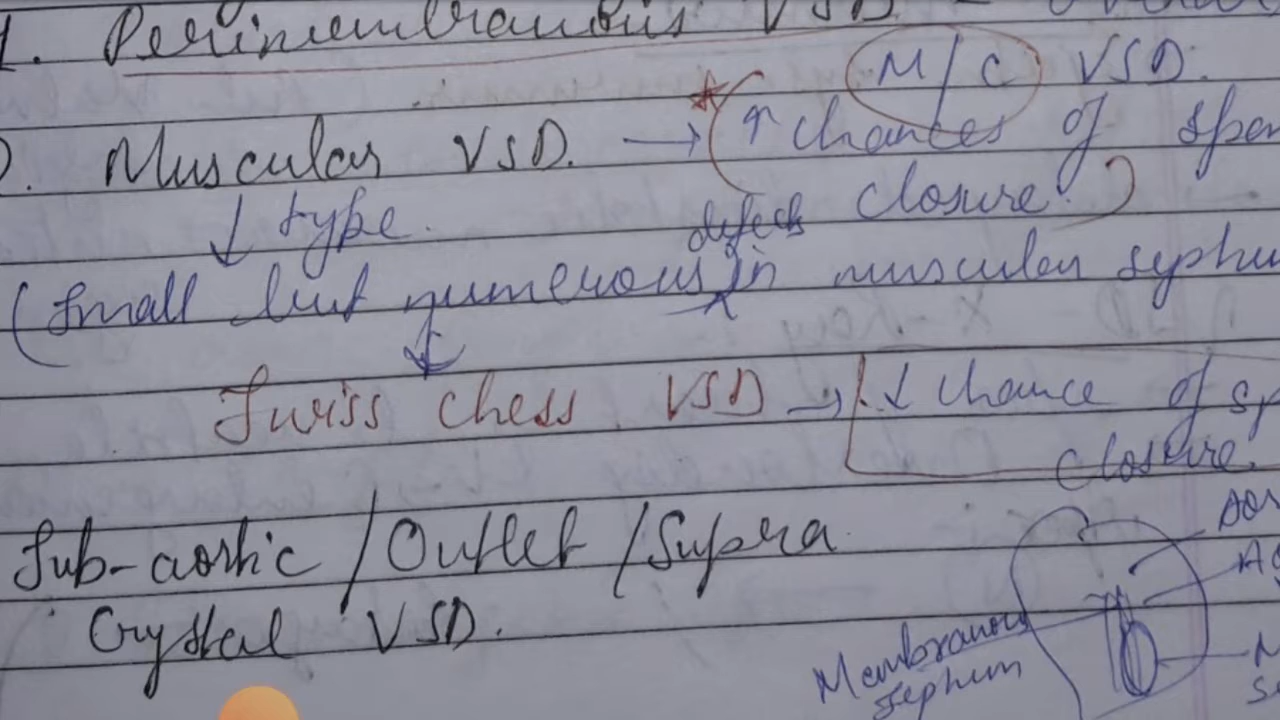 1. Perimembranous VSD -
M/C VSD.
2. Muscular VSD. → (↑ chances of
closure.)
↓ type.
(Small but numerous defects in muscular
Swiss chess VSD → ↓ chance of
closure.
Sub-aortic / Outlet / Supra
Crystal VSD.
Membranous
Septum